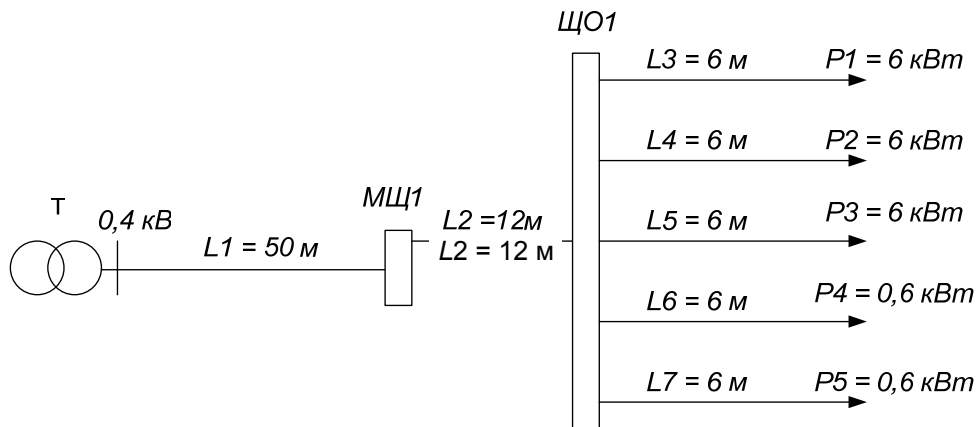 ЩО1
L3 = 6 м
P1 = 6 кВт
L4 = 6 м
P2 = 6 кВт
МЩ1
Т
0,4 кВ
L1 = 50 м
L2 =12м
L2 = 12 м
L5 = 6 м
P3 = 6 кВт
L6 = 6 м
P4 = 0,6 кВт
L7 = 6 м
P5 = 0,6 кВт